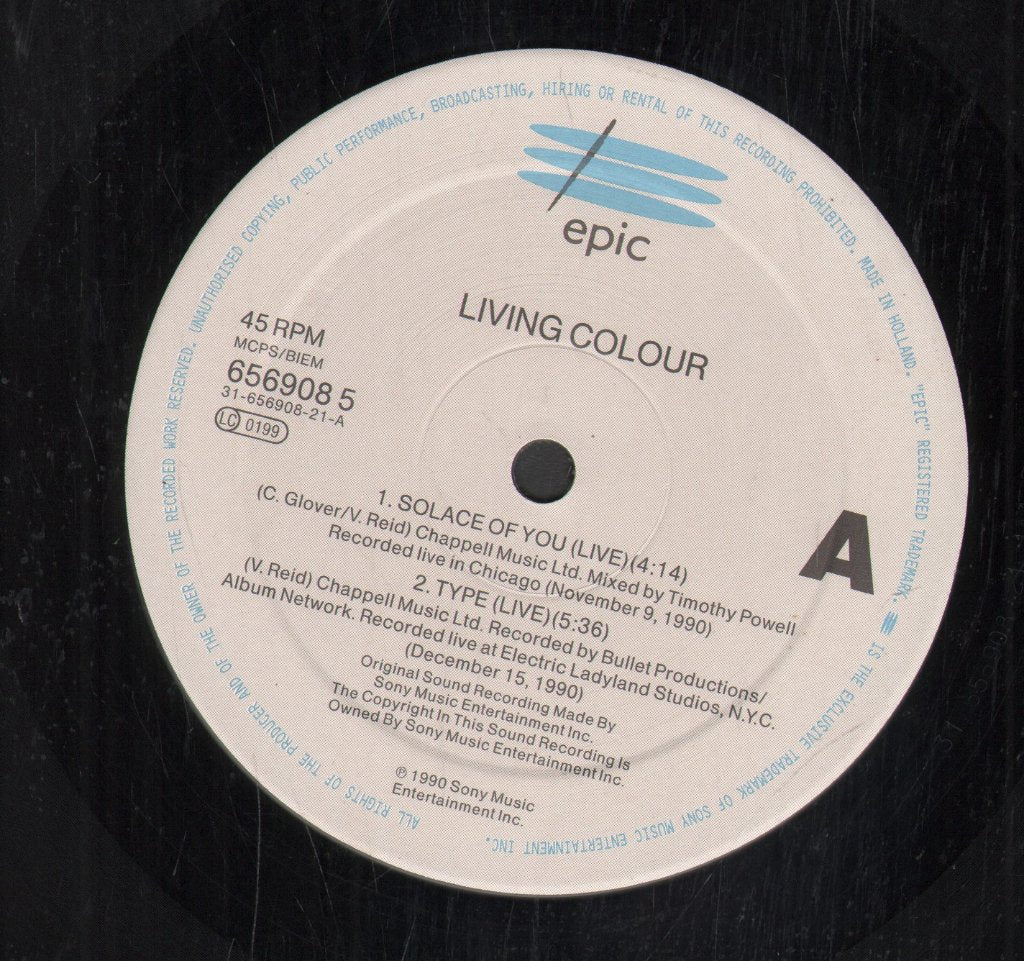 UNAUTHORISED COPYING, PUBLIC PERFORMANCE, BROADCASTING, HIRING OR RENTAL OF THIS RECORDING PROHIBITED. MADE IN HOLLAND. "EPIC" REGISTERED TRADEMARK. IS THE EXCLUSIVE TRADEMARK OF SONY MUSIC ENTERTAINMENT INC.
ALL RIGHTS OF THE PRODUCER AND OF THE OWNER OF THE RECORDED WORK RESERVED.
epic
LIVING COLOUR
45 RPM
MCPS/BIEM
656908 5
31-656908-21-A
LC 0199
A
1. SOLACE OF YOU (LIVE)(4:14)
(C. Glover/V. Reid) Chappell Music Ltd. Mixed by Timothy Powell
Recorded live in Chicago (November 9, 1990)
2. TYPE (LIVE)(5:36)
(V. Reid) Chappell Music Ltd. Recorded by Bullet Productions/
Album Network. Recorded live at Electric Ladyland Studios, N.Y.C.
(December 15, 1990)
Original Sound Recording Made By
Sony Music Entertainment Inc.
The Copyright In This Sound Recording Is
Owned By Sony Music Entertainment Inc.
℗ 1990 Sony Music
Entertainment Inc.